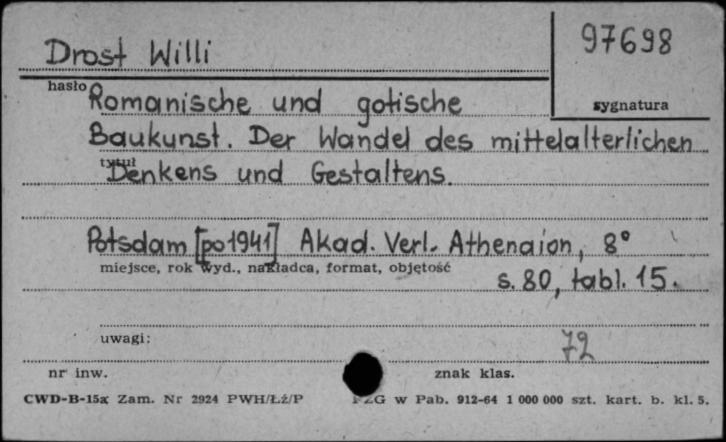 Drost Willi
97698
hasło
sygnatura
Romanische und gotische
Baukunst. Der Wandel des mittelalterlichen
tytuł
Denkens und Gestaltens.
Potsdam [po 1941] Akad. Verl. Athenaion, 8°
miejsce, rok wyd., nakładca, format, objętość
s. 80, tabl. 15.
uwagi:
72
nr inw.
znak klas.
CWD-B-15a Zam. Nr 2924 PWH/Łź/P
PZG w Pab. 912-64 1 000 000 szt. kart. b. kl. 5.